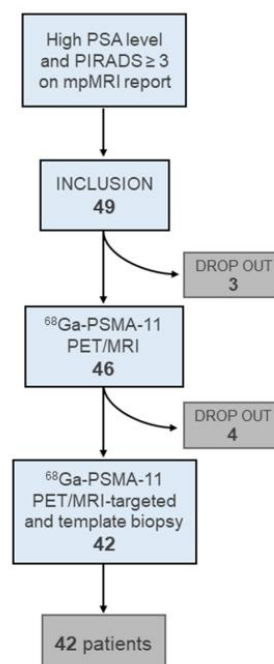 High PSA level
and PIRADS ≥ 3
on mpMRI report
INCLUSION
49
DROP OUT
3
⁶⁸Ga-PSMA-11
PET/MRI
46
DROP OUT
4
⁶⁸Ga-PSMA-11
PET/MRI-targeted
and template biopsy
42
42 patients